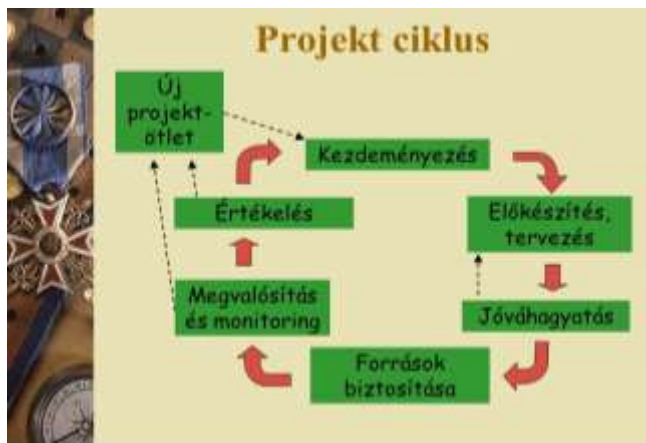 Projekt ciklus
Új
projekt-
ötlet
Kezdeményezés
Előkészítés,
tervezés
Jóváhagyatás
Források
biztosítása
Megvalósítás
és monitoring
Értékelés